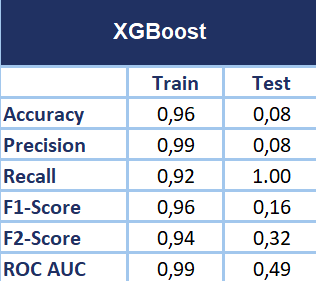 XGBoost
Train Test
Accuracy 0,96 0,08
Precision 0,99 0,08
Recall 0,92 1.00
F1-Score 0,96 0,16
F2-Score 0,94 0,32
ROC AUC 0,99 0,49